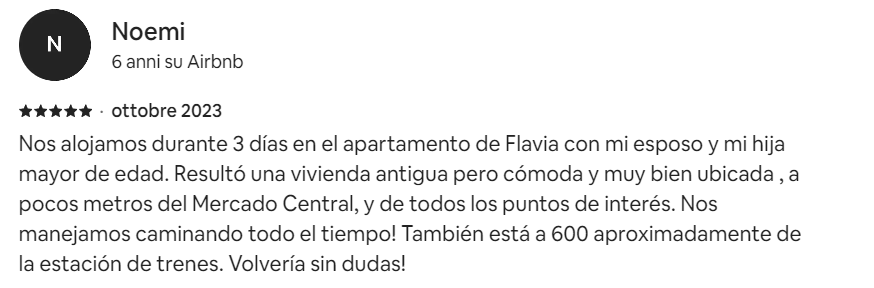 N
Noemi
6 anni su Airbnb
★★★★★ · ottobre 2023
Nos alojamos durante 3 días en el apartamento de Flavia con mi esposo y mi hija
mayor de edad. Resultó una vivienda antigua pero cómoda y muy bien ubicada , a
pocos metros del Mercado Central, y de todos los puntos de interés. Nos
manejamos caminando todo el tiempo! También está a 600 aproximadamente de
la estación de trenes. Volvería sin dudas!